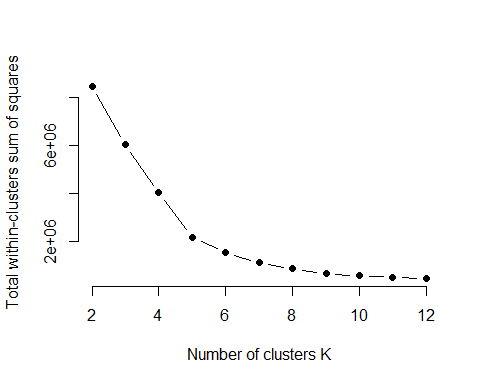 Total within-clusters sum of squares
2e+06
6e+06
2 4 6 8 10 12
Number of clusters K